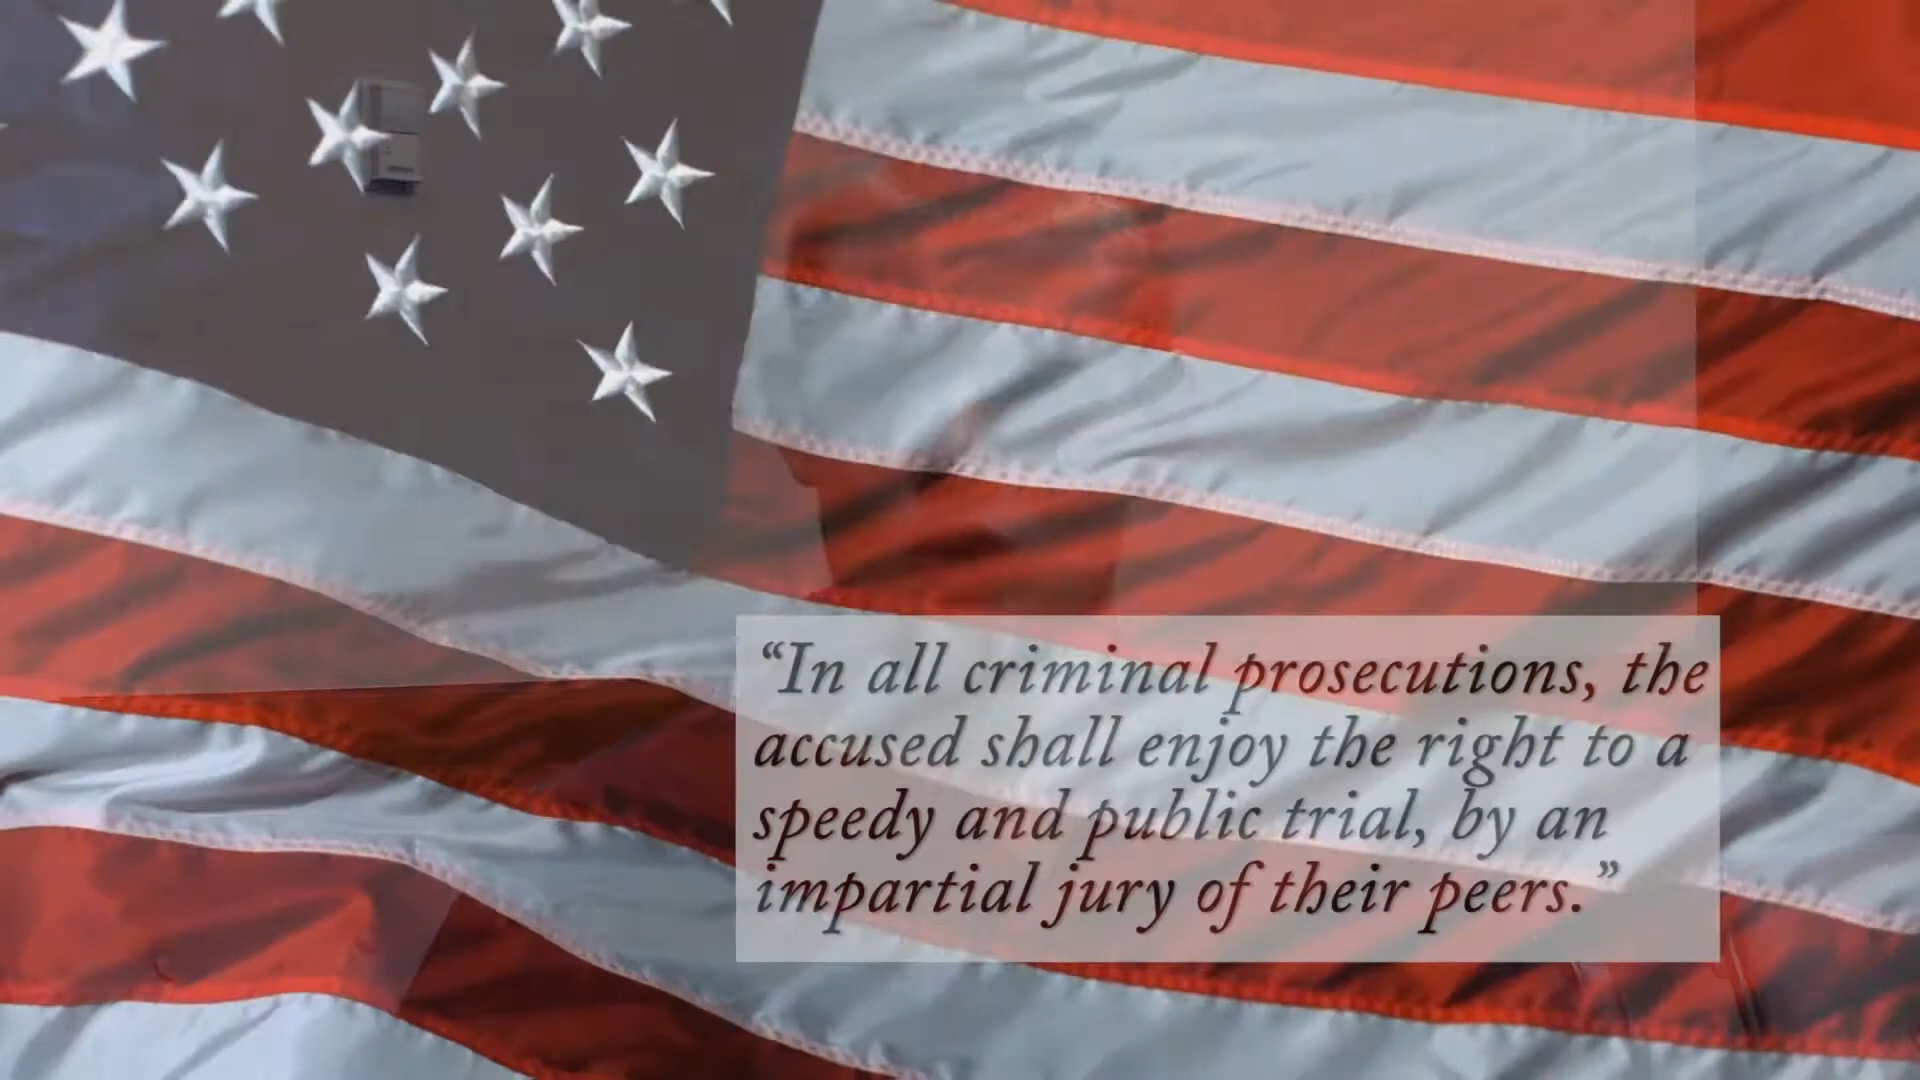 “In all criminal prosecutions, the
accused shall enjoy the right to a
speedy and public trial, by an
impartial jury of their peers.”